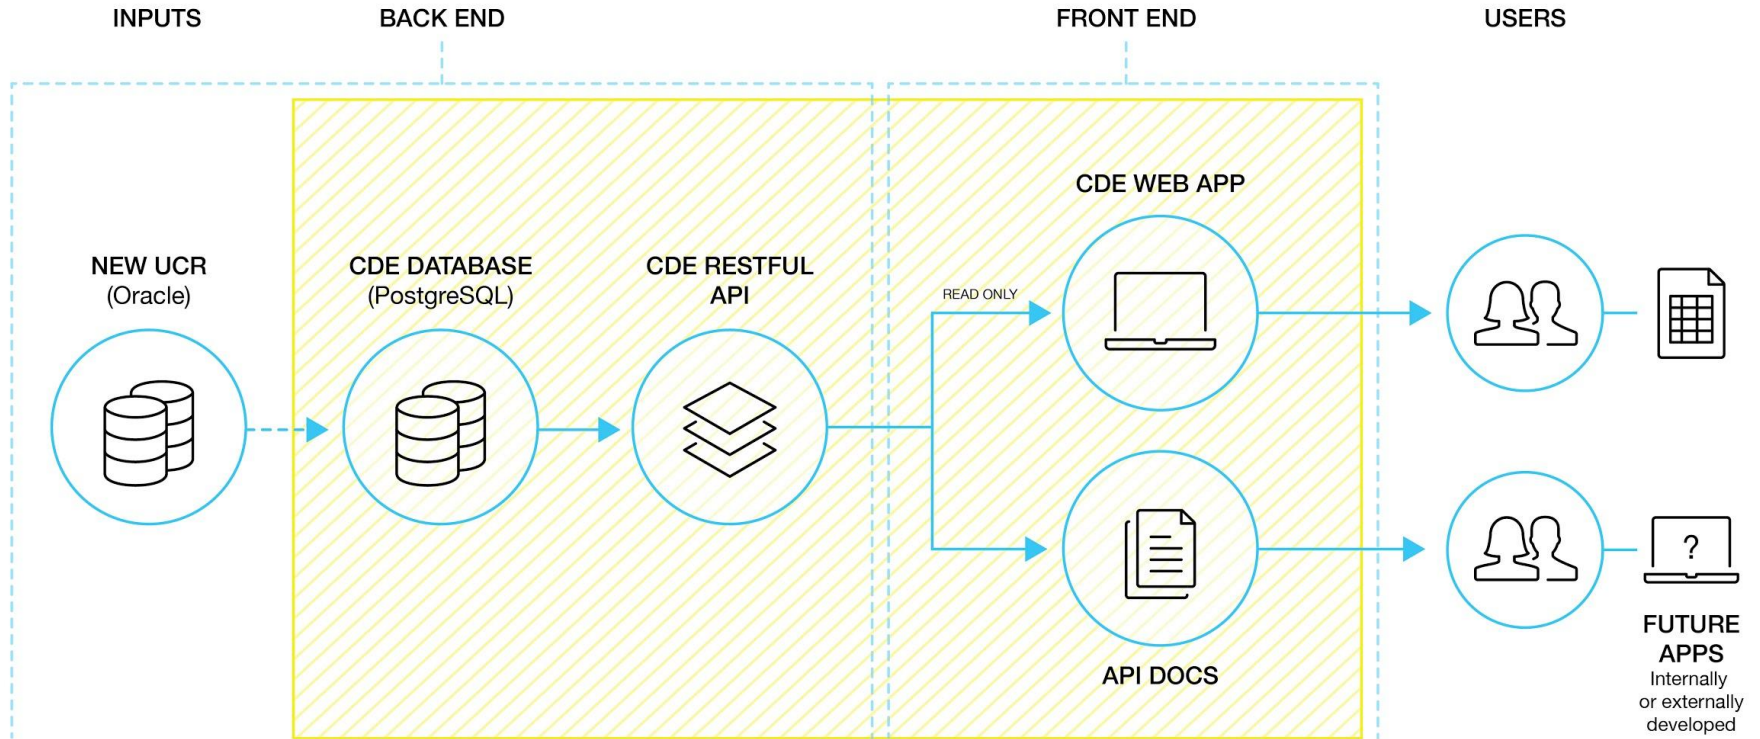 INPUTS
BACK END
FRONT END
USERS
NEW UCR
(Oracle)
CDE DATABASE
(PostgreSQL)
CDE RESTFUL
API
READ ONLY
CDE WEB APP
API DOCS
?
FUTURE
APPS
Internally
or externally
developed